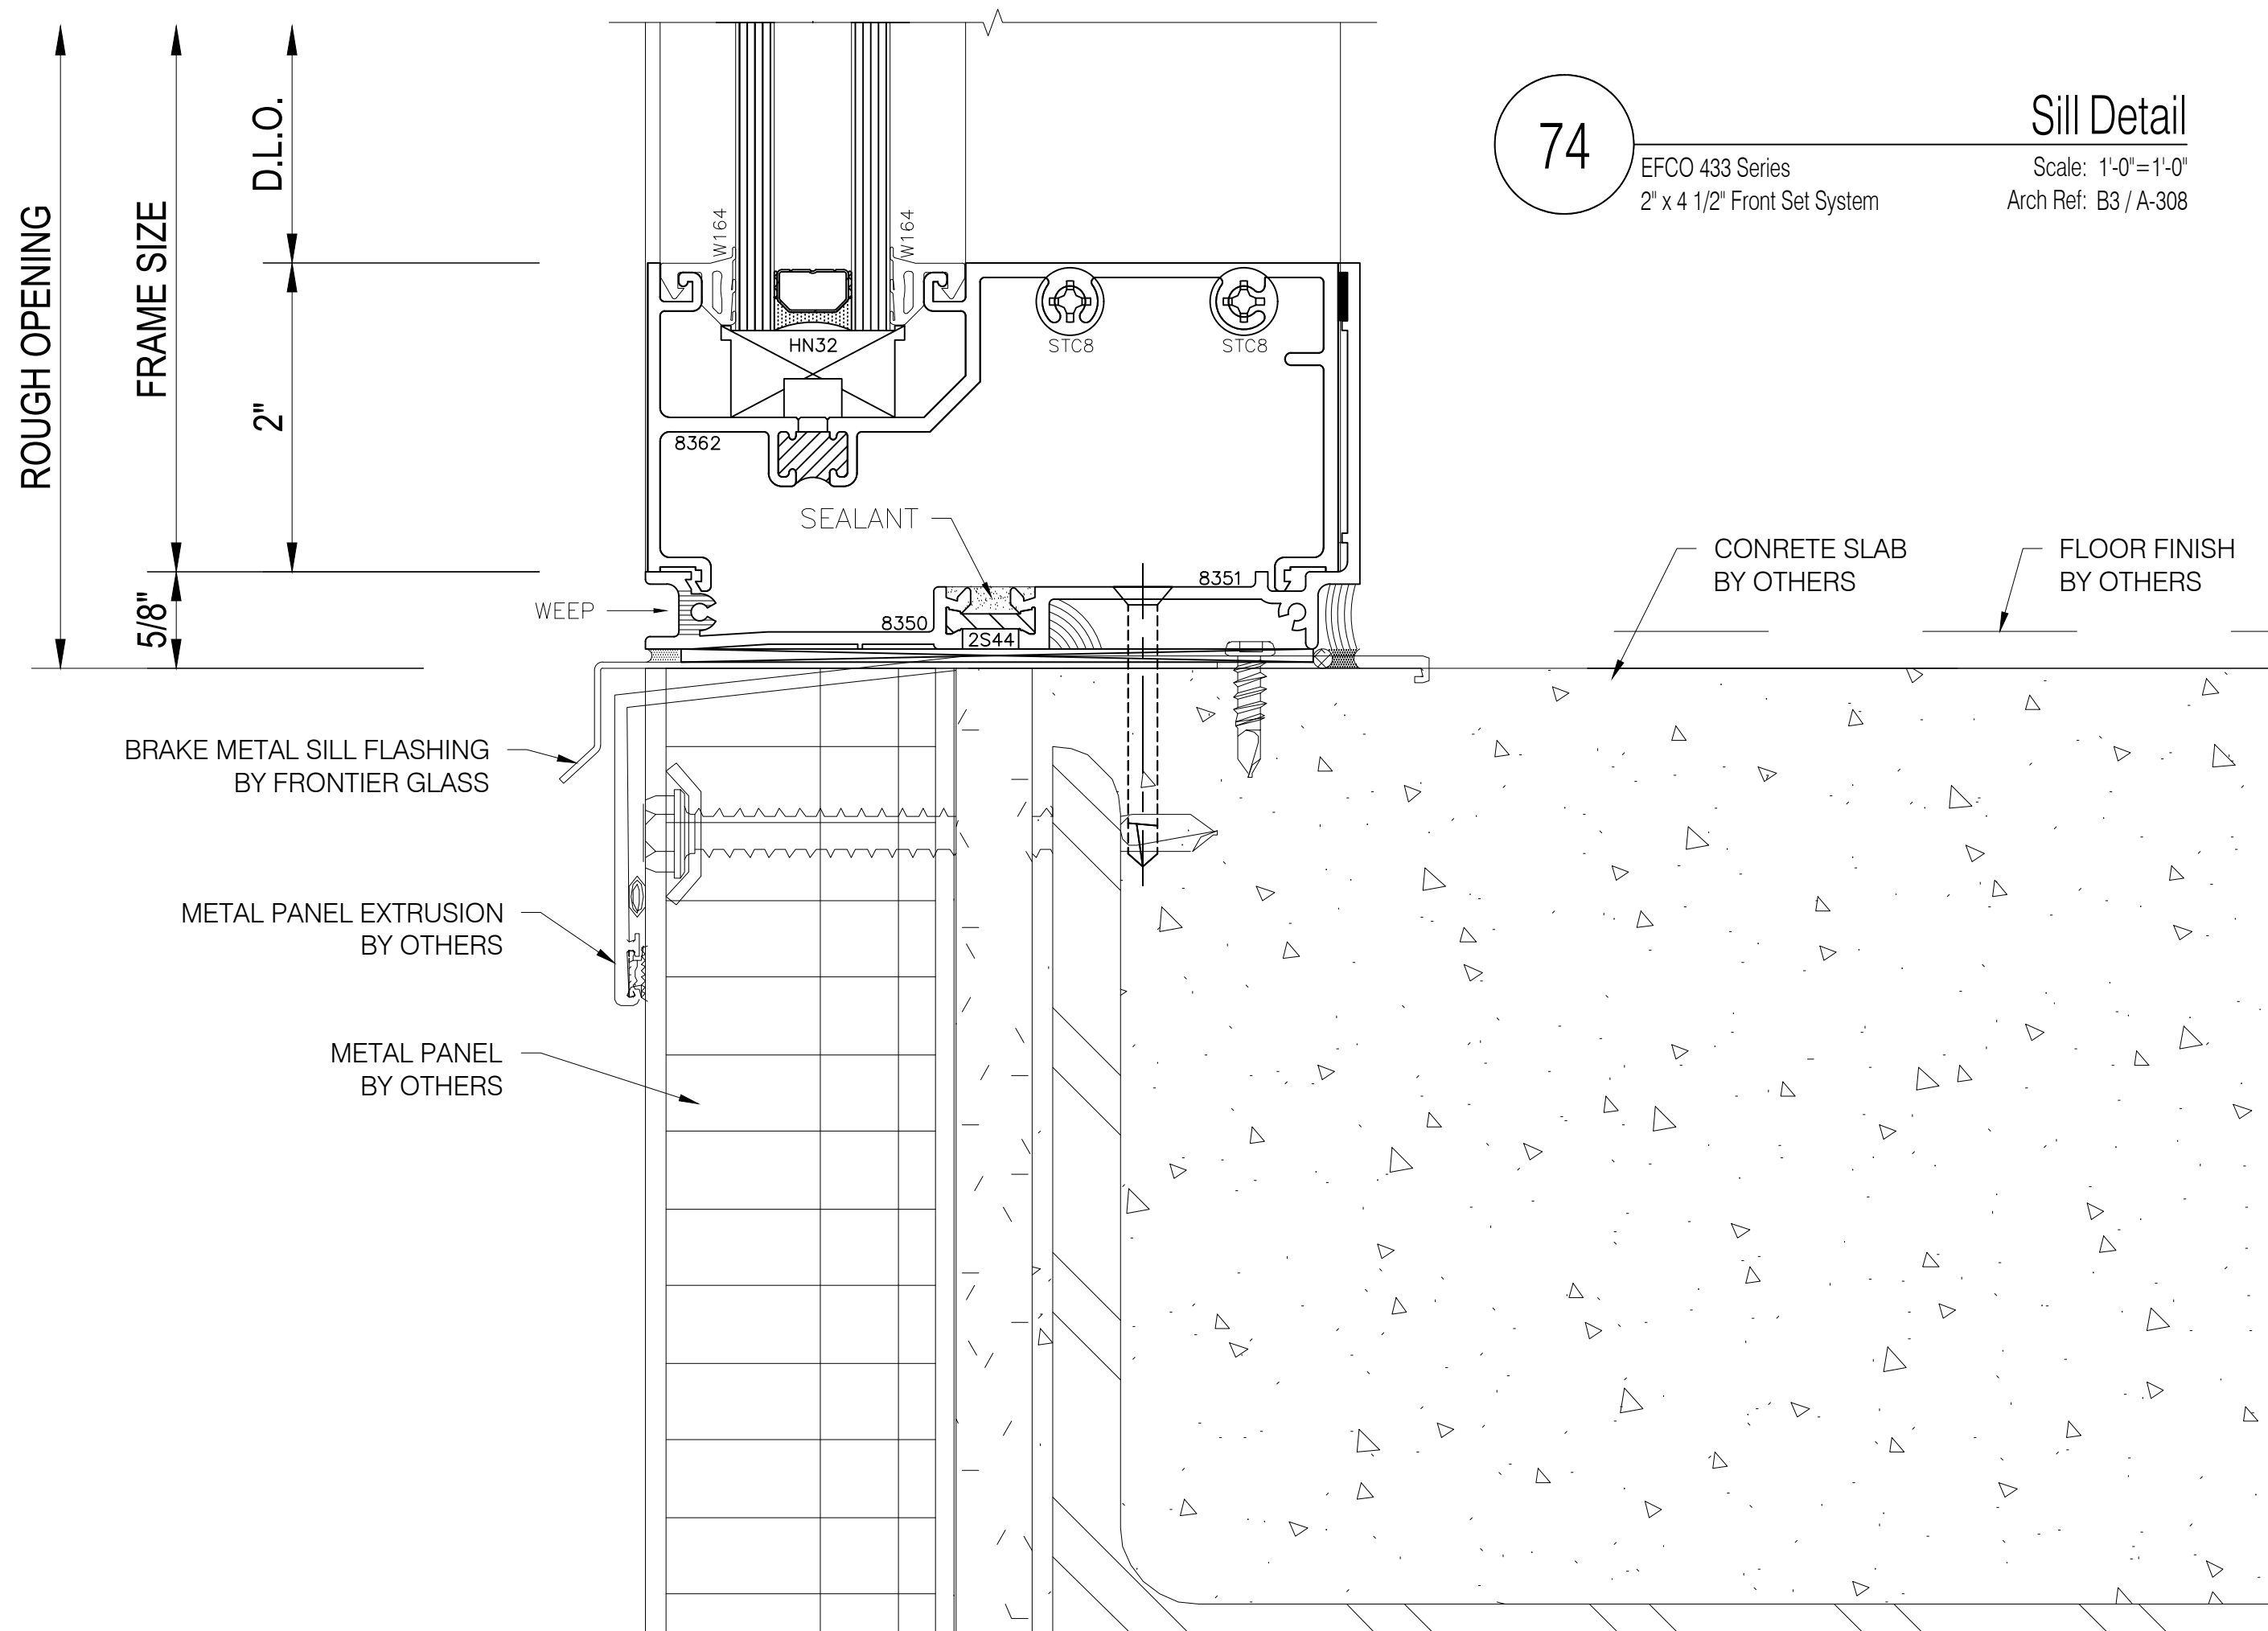 74
Sill Detail
EFCO 433 Series
Scale: 1'-0"=1'-0"
2" x 4 1/2" Front Set System
Arch Ref: B3 / A-308
ROUGH OPENING
FRAME SIZE
D.L.O.
2"
5/8"
W164
W164
HN32
STC8
STC8
8362
SEALANT
8351
WEEP
8350
2S44
CONRETE SLAB
BY OTHERS
FLOOR FINISH
BY OTHERS
BRAKE METAL SILL FLASHING
BY FRONTIER GLASS
METAL PANEL EXTRUSION
BY OTHERS
METAL PANEL
BY OTHERS